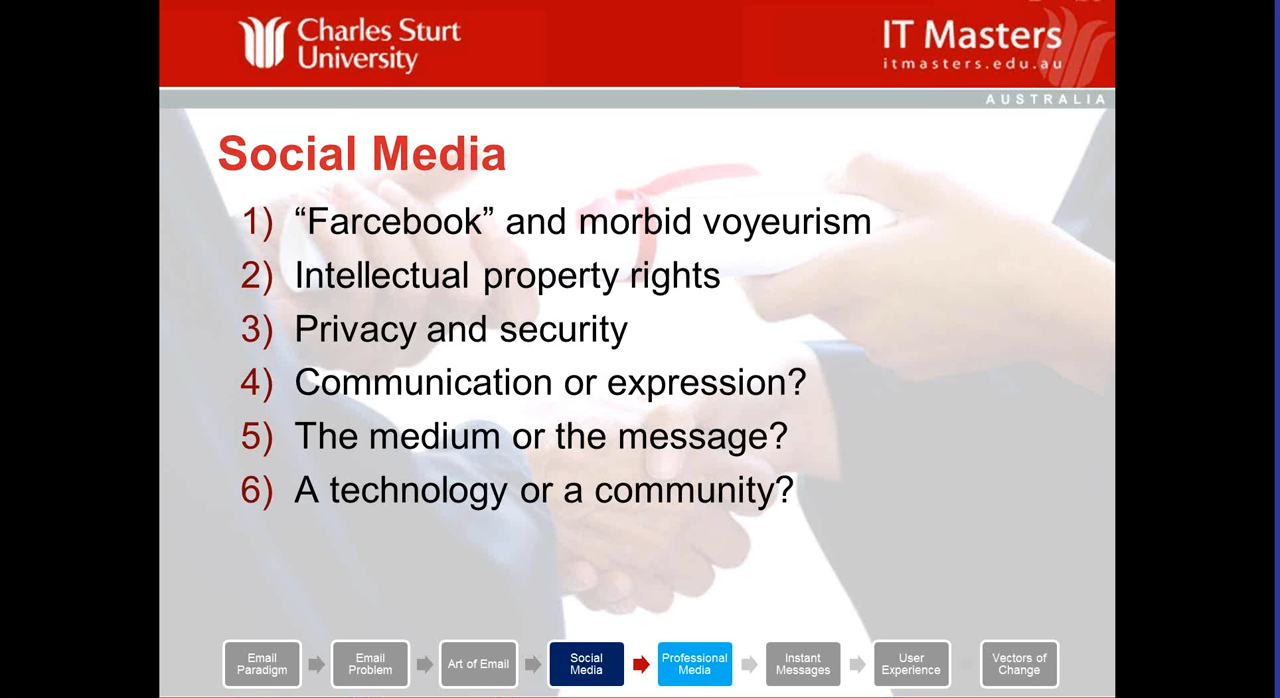 Charles Sturt
University
IT Masters
itmasters.edu.au
AUSTRALIA
Social Media
1) “Farcebook” and morbid voyeurism
2) Intellectual property rights
3) Privacy and security
4) Communication or expression?
5) The medium or the message?
6) A technology or a community?
Email Paradigm
Email Problem
Art of Email
Social Media
Professional Media
Instant Messages
User Experience
Vectors of Change